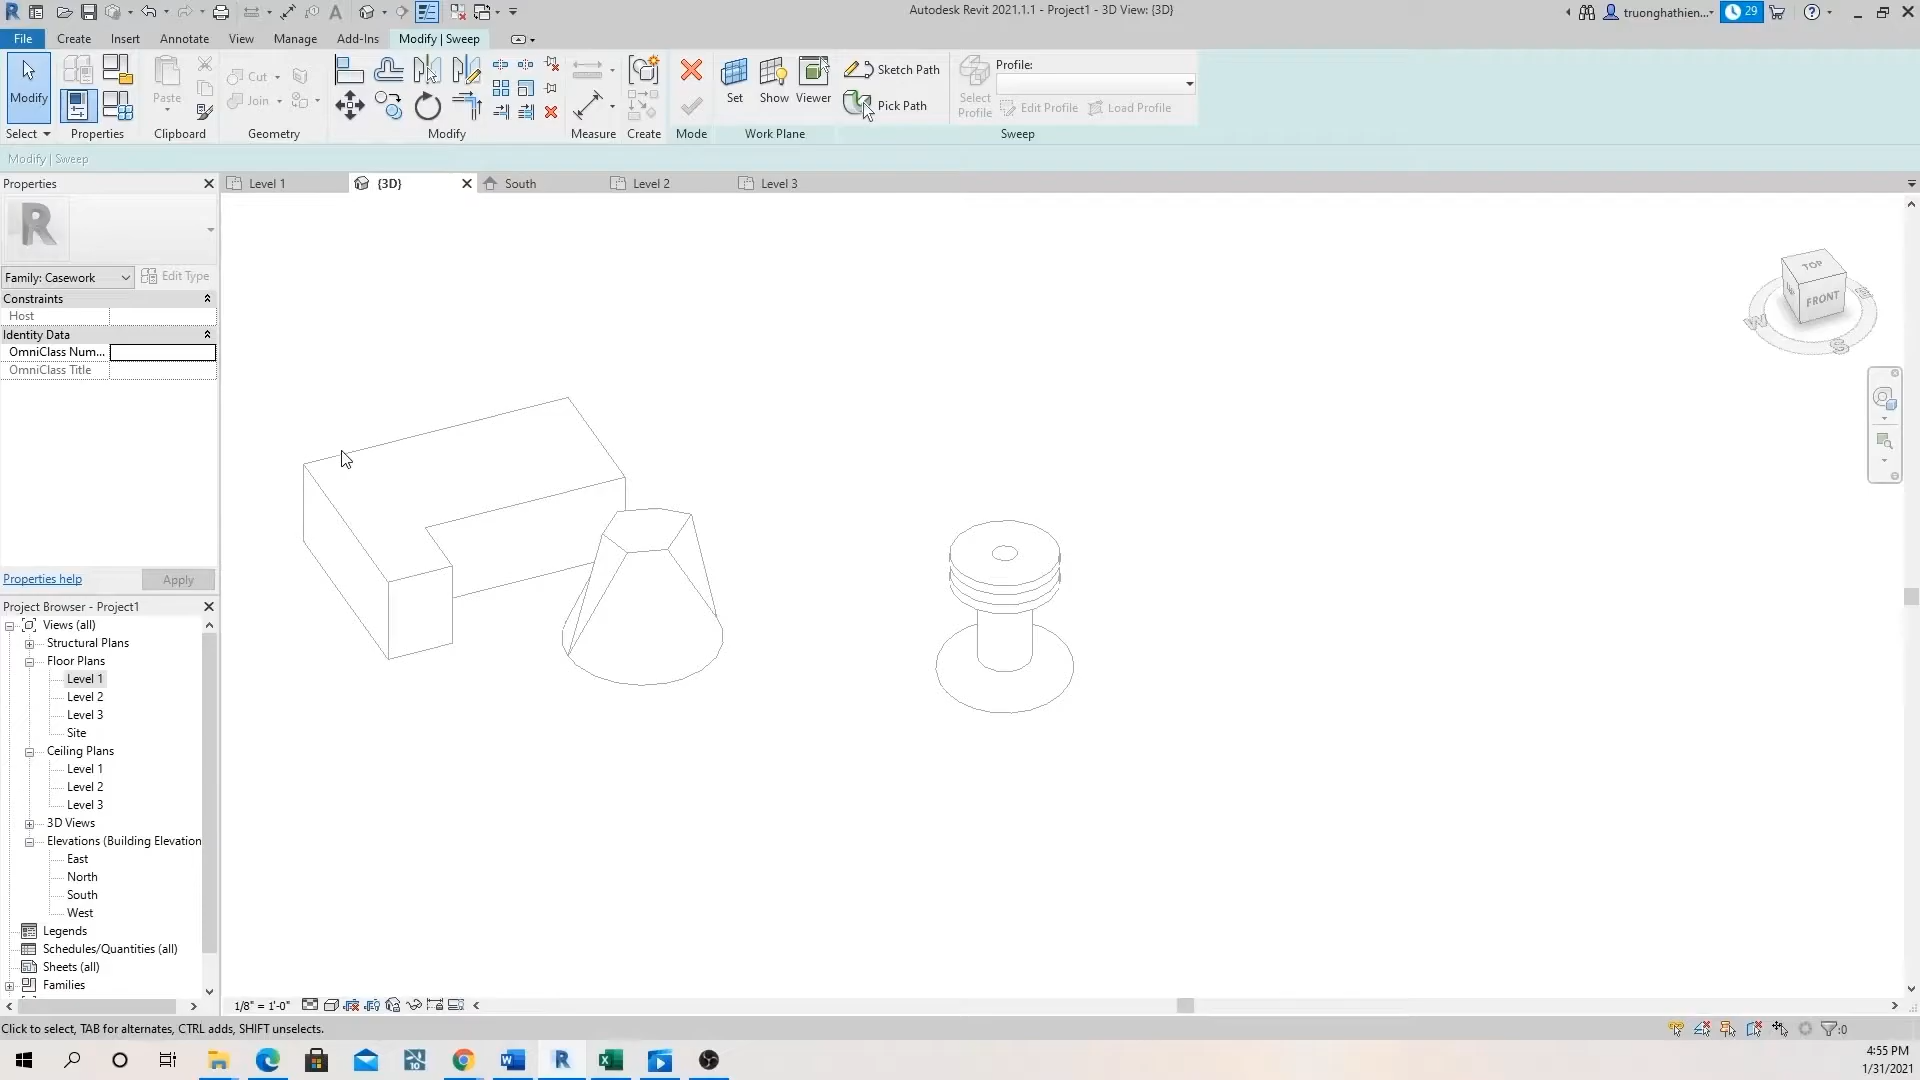 Autodesk Revit 2021.1.1 - Project1 - 3D View: {3D}
truonghathien...
29
File
Create
Insert
Annotate
View
Manage
Add-Ins
Modify | Sweep
Modify
Select
Properties
Paste
Clipboard
Cut
Join
Geometry
Modify
Measure
Create
Mode
Set
Show
Viewer
Work Plane
Sketch Path
Pick Path
Select Profile
Profile:
Edit Profile
Load Profile
Sweep
Modify | Sweep
Properties
Level 1
{3D}
South
Level 2
Level 3
R
Family: Casework
Edit Type
Constraints
Host
Identity Data
OmniClass Num...
OmniClass Title
Properties help
Apply
TOP
FRONT
W
S
Project Browser - Project1
Views (all)
Structural Plans
Floor Plans
Level 1
Level 2
Level 3
Site
Ceiling Plans
Level 1
Level 2
Level 3
3D Views
Elevations (Building Elevation
East
North
South
West
Legends
Schedules/Quantities (all)
Sheets (all)
Families
1/8" = 1'-0"
Click to select, TAB for alternates, CTRL adds, SHIFT unselects.
:0
4:55 PM
1/31/2021